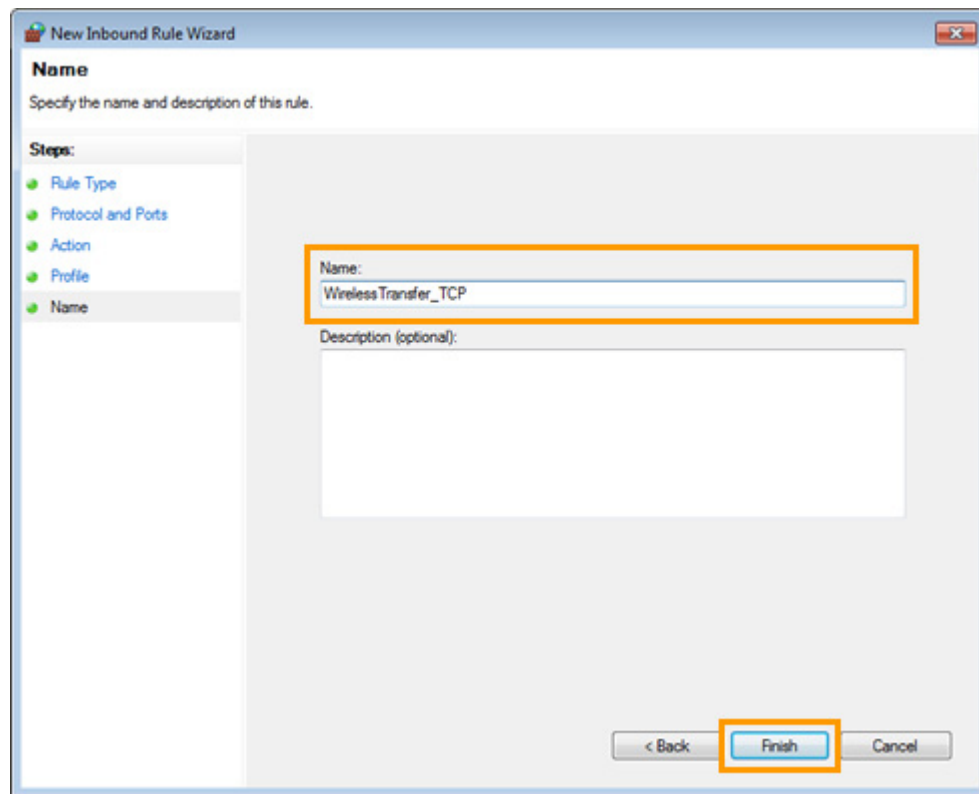 New Inbound Rule Wizard
Name
Specify the name and description of this rule.
Steps:
Rule Type
Protocol and Ports
Action
Profile
Name
Name:
WirelessTransfer_TCP
Description (optional):
< Back
Finish
Cancel